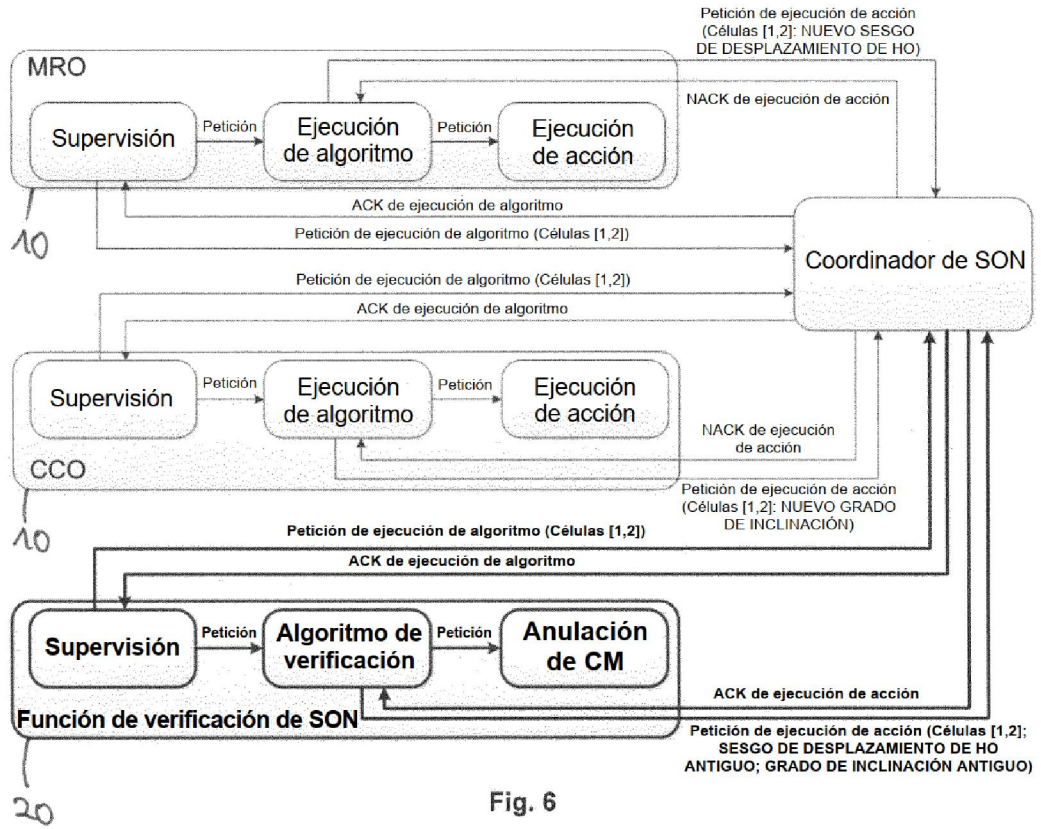 Petición de ejecución de acción
(Células [1,2]: NUEVO SESGO
DE DESPLAZAMIENTO DE HO)
MRO
NACK de ejecución de acción
Supervisión
Petición
Ejecución
de algoritmo
Petición
Ejecución
de acción
10
ACK de ejecución de algoritmo
Petición de ejecución de algoritmo (Células [1,2])
Coordinador de SON
Petición de ejecución de algoritmo (Células [1,2])
ACK de ejecución de algoritmo
Supervisión
Petición
Ejecución
de algoritmo
Petición
Ejecución
de acción
NACK de ejecución
de acción
CCO
10
Petición de ejecución de acción
(Células [1,2]: NUEVO GRADO
DE INCLINACIÓN)
Petición de ejecución de algoritmo (Células [1,2])
ACK de ejecución de algoritmo
Supervisión
Petición
Algoritmo de
verificación
Petición
Anulación
de CM
ACK de ejecución de acción
Función de verificación de SON
Petición de ejecución de acción (Células [1,2];
SESGO DE DESPLAZAMIENTO DE HO
ANTIGUO; GRADO DE INCLINACIÓN ANTIGUO)
20
Fig. 6